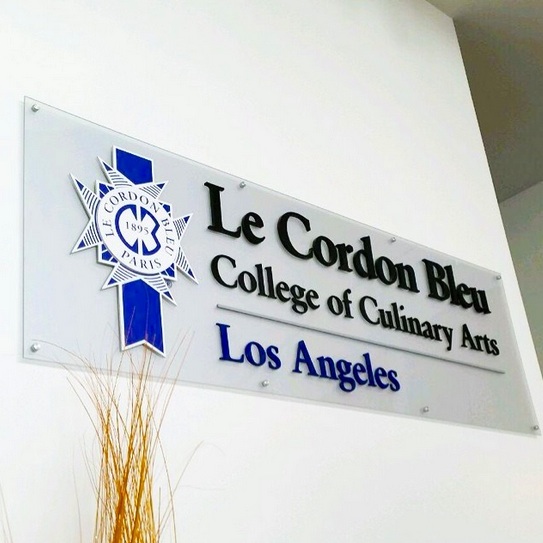 LE CORDON BLEU
1895
PARIS
Le Cordon Bleu
College of Culinary Arts
Los Angeles